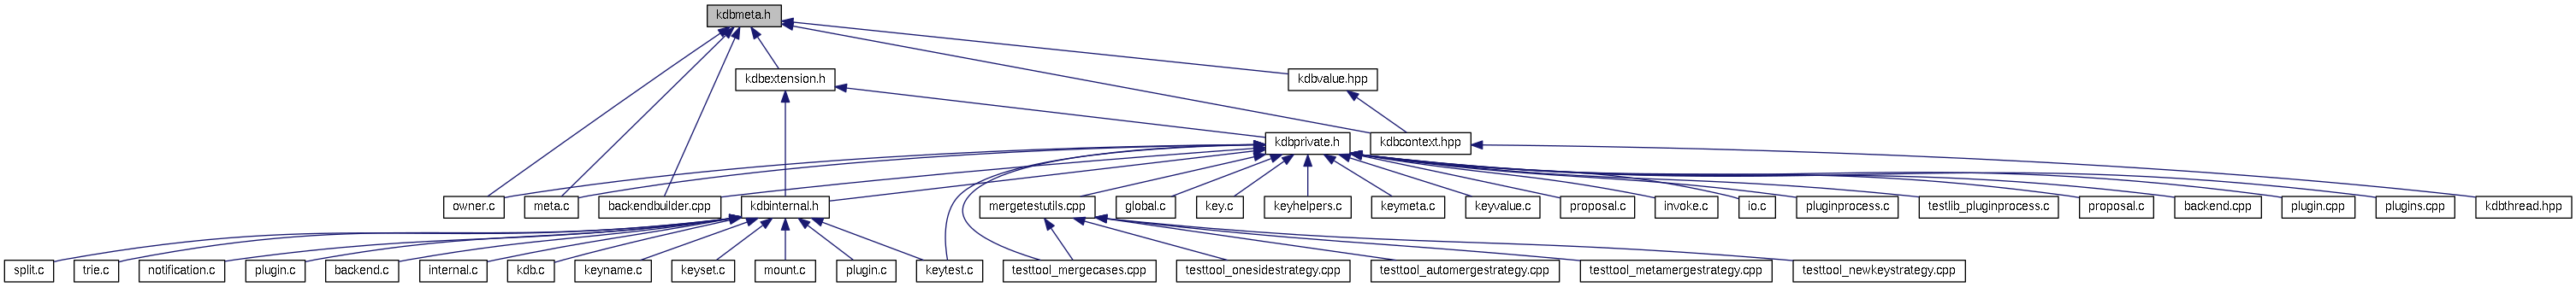 kdbmeta.h
kdbextension.h
kdbvalue.hpp
kdbprivate.h
kdbcontext.hpp
owner.c
meta.c
backendbuilder.cpp
kdbinternal.h
mergetestutils.cpp
global.c
key.c
keyhelpers.c
keymeta.c
keyvalue.c
proposal.c
invoke.c
io.c
pluginprocess.c
testlib_pluginprocess.c
proposal.c
backend.cpp
plugin.cpp
plugins.cpp
kdbthread.hpp
split.c
trie.c
notification.c
plugin.c
backend.c
internal.c
kdb.c
keyname.c
keyset.c
mount.c
plugin.c
keytest.c
testtool_mergecases.cpp
testtool_onesidestrategy.cpp
testtool_automergestrategy.cpp
testtool_metamergestrategy.cpp
testtool_newkeystrategy.cpp